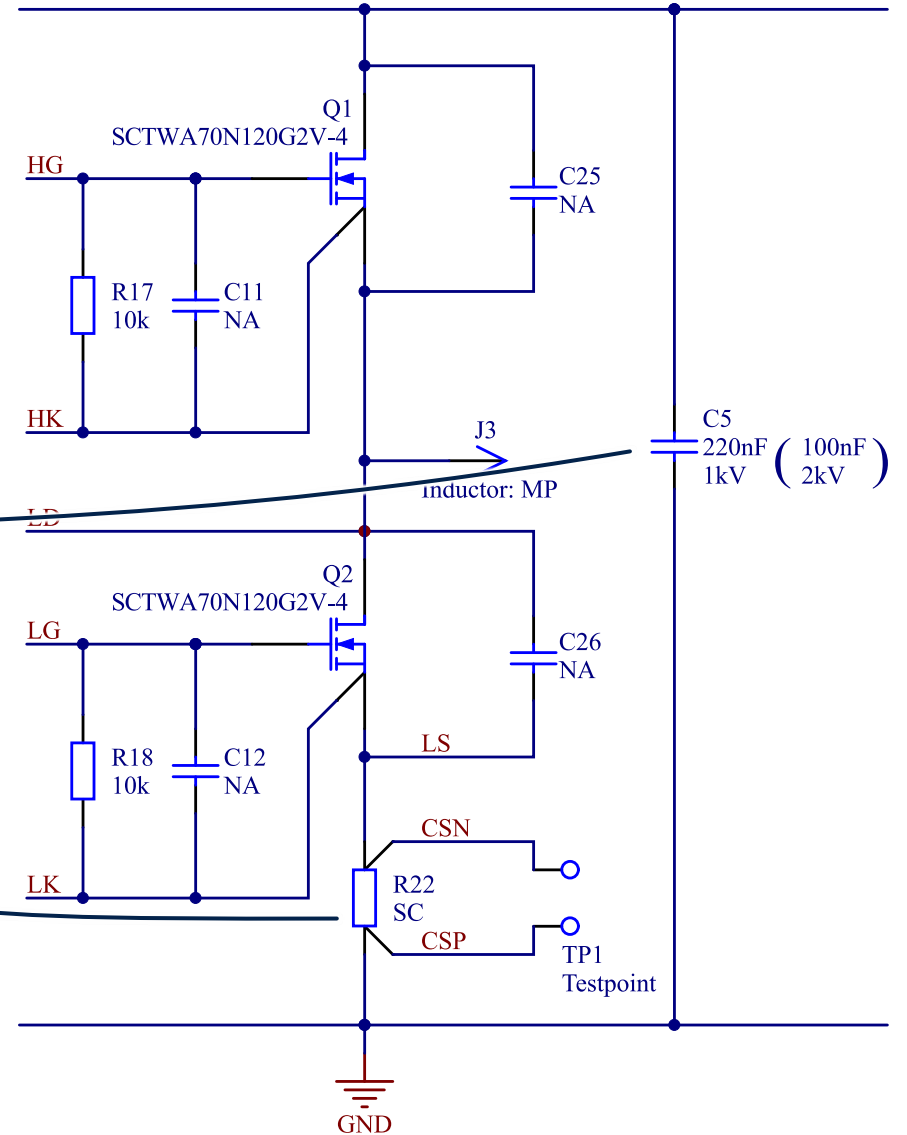 Q1
SCTWA70N120G2V-4
HG
C25
NA
R17
10k
C11
NA
HK
J3
Inductor: MP
C5
220nF
1kV
(100nF
2kV)
LD
Q2
SCTWA70N120G2V-4
LG
C26
NA
R18
10k
C12
NA
LS
CSN
LK
R22
SC
CSP
TP1
Testpoint
GND